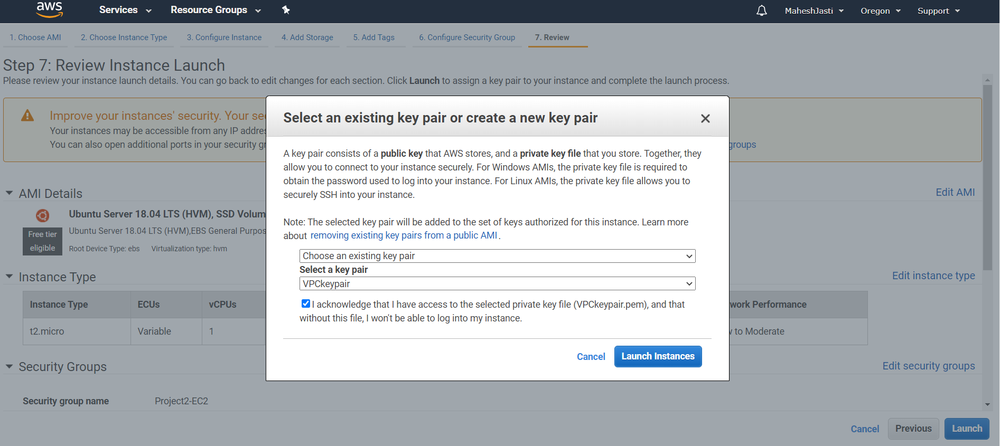 aws Services Resource Groups MaheshJasti Oregon Support
1. Choose AMI 2. Choose Instance Type 3. Configure Instance 4. Add Storage 5. Add Tags 6. Configure Security Group 7. Review
Step 7: Review Instance Launch
Please review your instance launch details. You can go back to edit changes for each section. Click Launch to assign a key pair to your instance and complete the launch process.
Improve your instances' security. Your
Your instances may be accessible from any IP
You can also open additional ports in your security
groups
Select an existing key pair or create a new key pair
A key pair consists of a public key that AWS stores, and a private key file that you store. Together, they
allow you to connect to your instance securely. For Windows AMIs, the private key file is required to
obtain the password used to log into your instance. For Linux AMIs, the private key file allows you to
securely SSH into your instance.
Note: The selected key pair will be added to the set of keys authorized for this instance. Learn more
about removing existing key pairs from a public AMI.
Choose an existing key pair
Select a key pair
VPCkeypair
I acknowledge that I have access to the selected private key file (VPCkeypair.pem), and that
without this file, I won't be able to log into my instance.
Cancel Launch Instances
AMI Details Edit AMI
Ubuntu Server 18.04 LTS (HVM), SSD
Free tier
eligible
Ubuntu Server 18.04 LTS (HVM),EBS General
Root Device Type: ebs Virtualization type: hvm
Instance Type Edit instance type
Instance Type ECUs vCPUs Performance
t2.micro Variable 1 to Moderate
Security Groups Edit security groups
Security group name Project2-EC2
Cancel Previous Launch